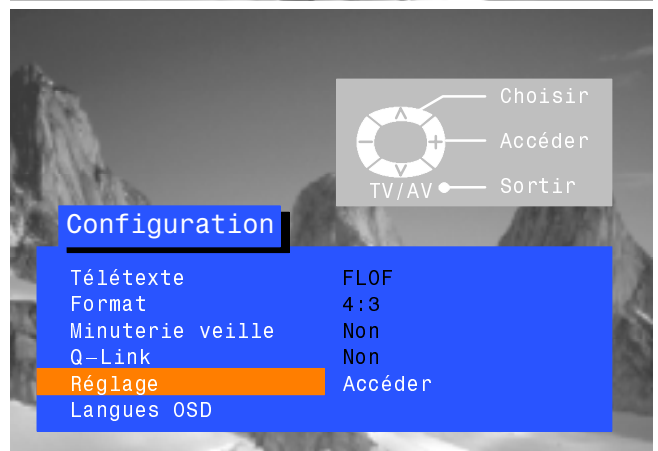 Choisir
Accéder
TV/AV Sortir
Configuration
Télétexte FLOF
Format 4:3
Minuterie veille Non
Q–Link Non
Réglage Accéder
Langues OSD